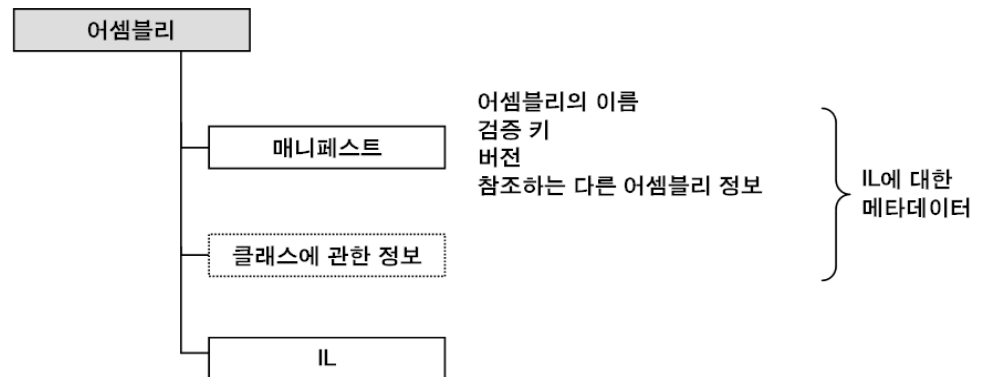 어셈블리
매니페스트
어셈블리의 이름
검증 키
버전
참조하는 다른 어셈블리 정보
IL에 대한
메타데이터
클래스에 관한 정보
IL